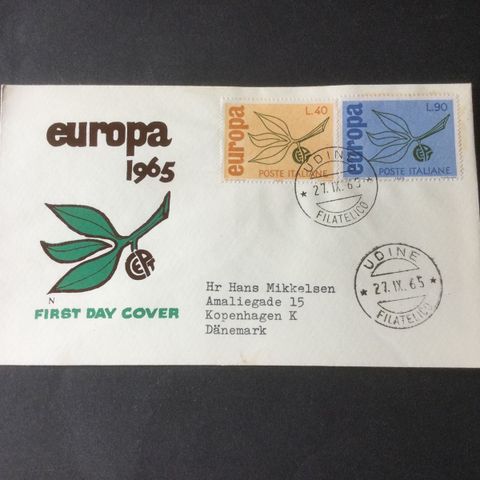 europa
1965
CEPT
N
FIRST DAY COVER
europa
L.40
CEPT
POSTE ITALIANE
europa
L.90
CEPT
POSTE ITALIANE
UDINE
* 27.IX.65 *
FILATELICO
UDINE
* 27.IX.65 *
FILATELICO
Hr Hans Mikkelsen
Amaliegade 15
Kopenhagen K
Dänemark